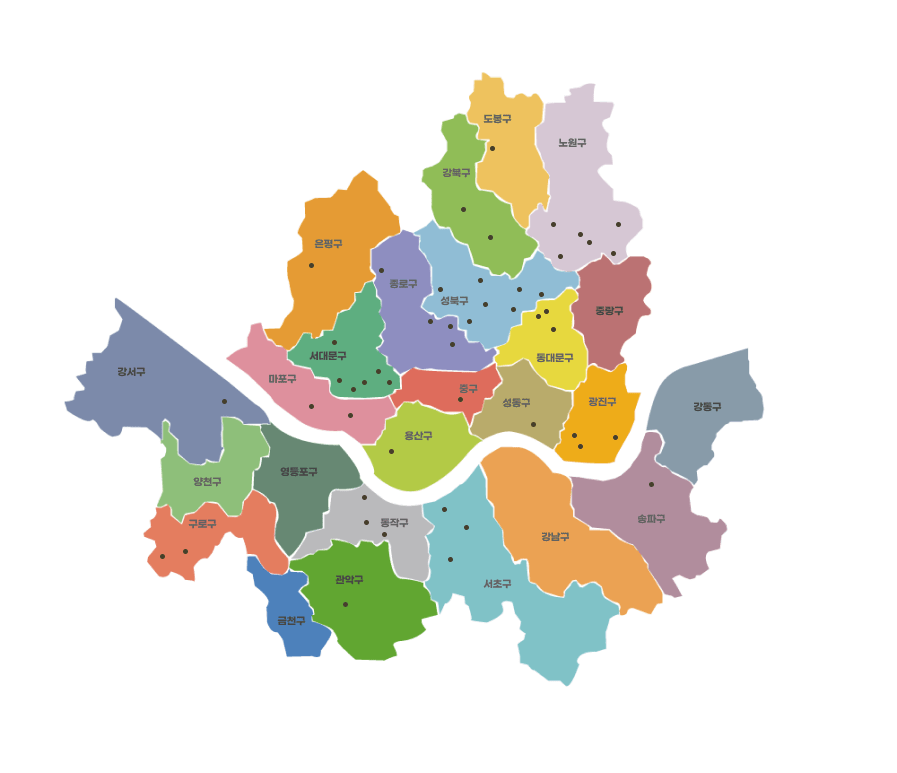 도봉구
노원구
강북구
은평구
종로구
성북구
중랑구
서대문구
동대문구
강서구
마포구
중구
성동구
광진구
강동구
용산구
영등포구
양천구
구로구
동작구
송파구
강남구
관악구
서초구
금천구